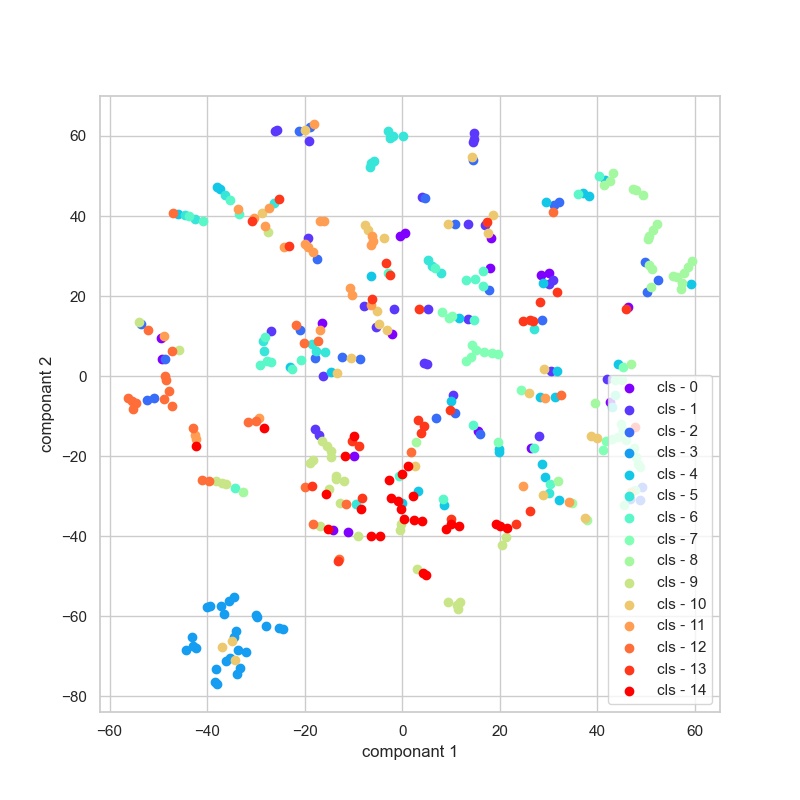 60
40
20
0
−20
−40
−60
−80
componant 2
−60
−40
−20
0
20
40
60
componant 1
cls - 0
cls - 1
cls - 2
cls - 3
cls - 4
cls - 5
cls - 6
cls - 7
cls - 8
cls - 9
cls - 10
cls - 11
cls - 12
cls - 13
cls - 14